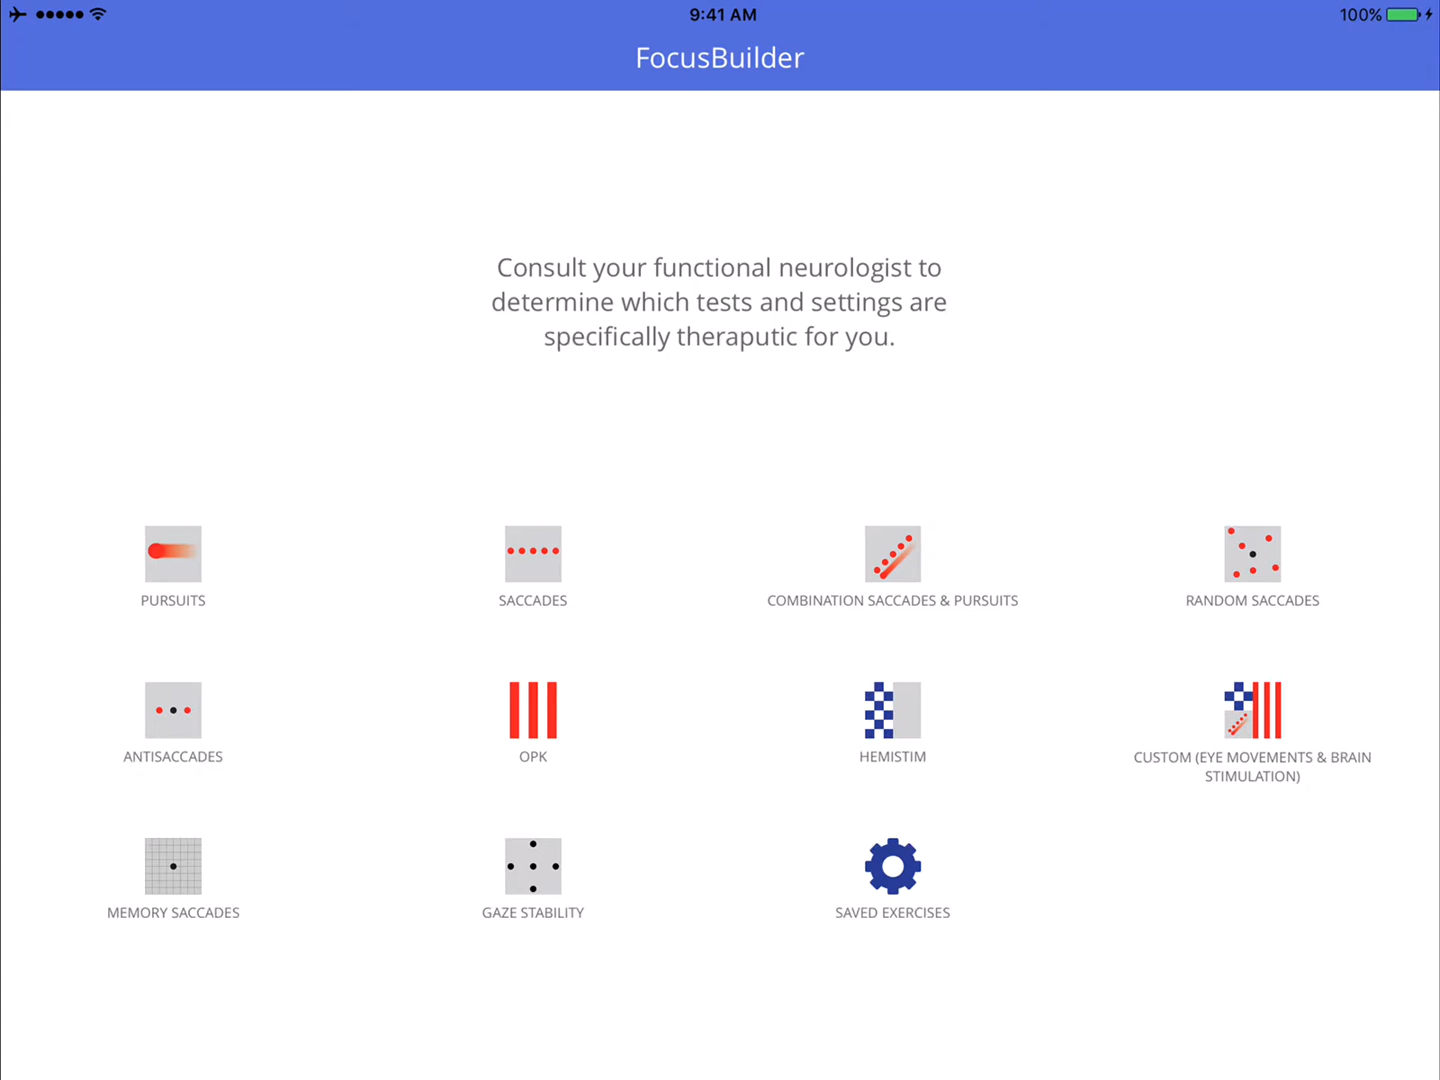 9:41 AM
100%
FocusBuilder
Consult your functional neurologist to
determine which tests and settings are
specifically theraputic for you.
PURSUITS
SACCADES
COMBINATION SACCADES & PURSUITS
RANDOM SACCADES
ANTISACCADES
OPK
HEMISTIM
CUSTOM (EYE MOVEMENTS & BRAIN
STIMULATION)
MEMORY SACCADES
GAZE STABILITY
SAVED EXERCISES